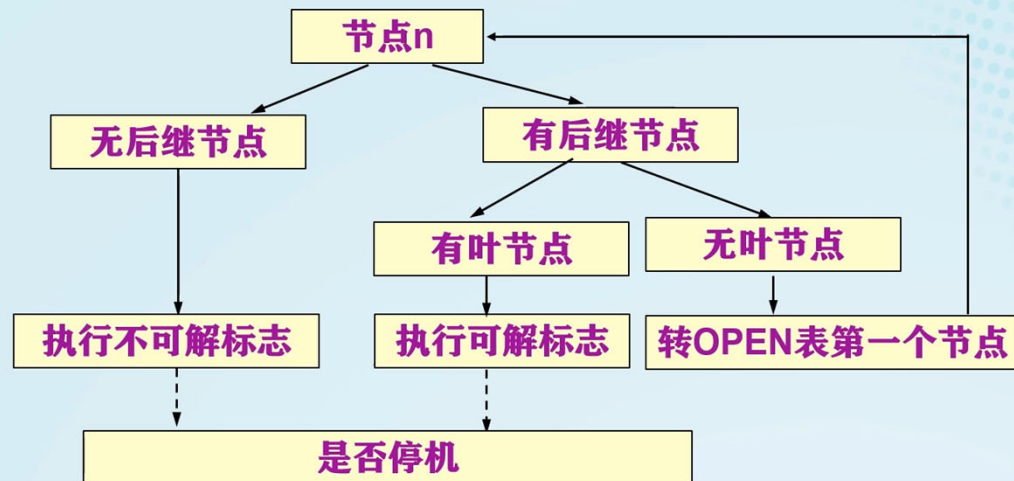 节点n
无后继节点
有后继节点
有叶节点
无叶节点
执行不可解标志
执行可解标志
转OPEN表第一个节点
是否停机